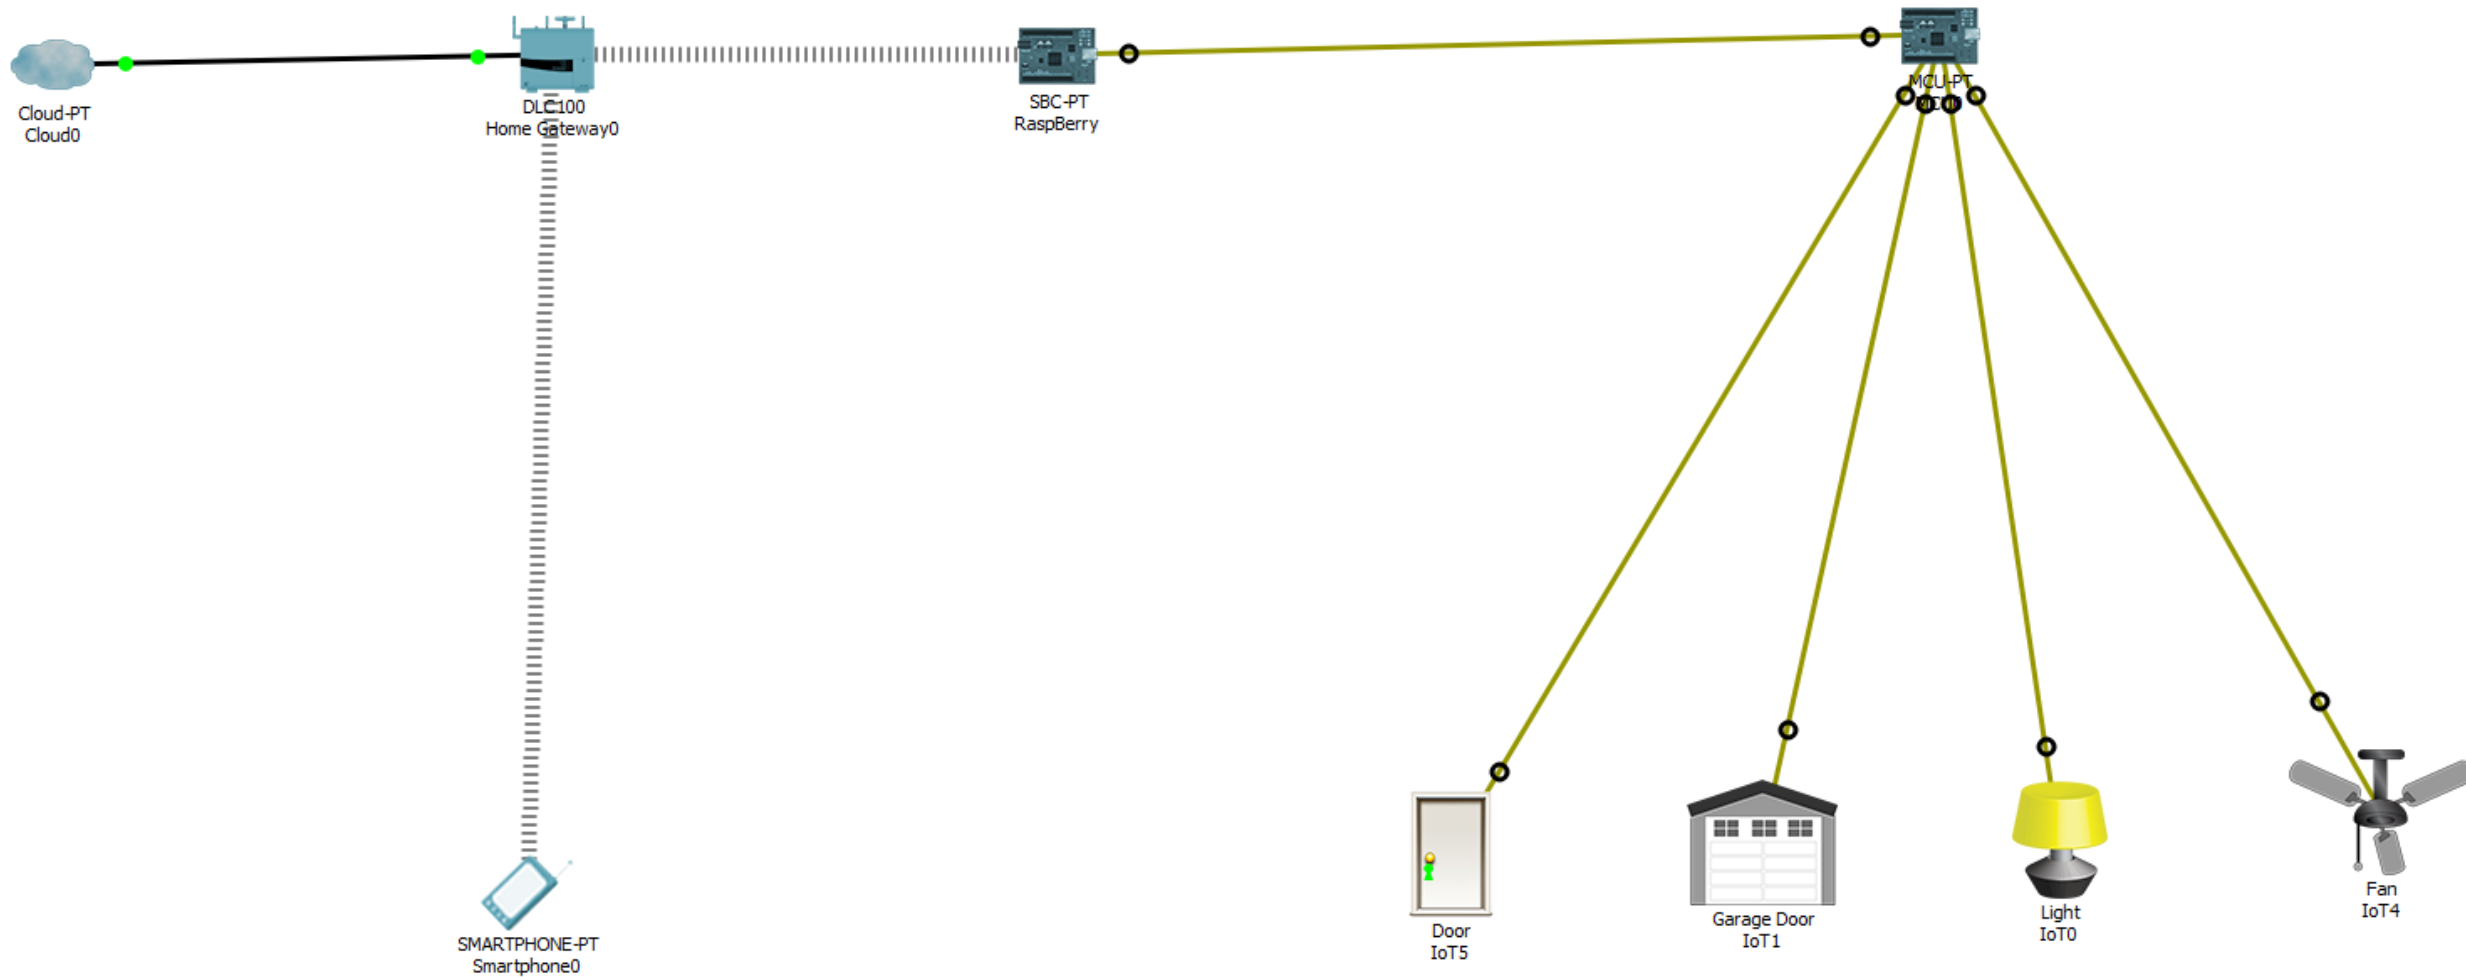 Cloud-PT
Cloud0
DLC100
Home Gateway0
SBC-PT
RaspBerry
MCU-PT
SMARTPHONE-PT
Smartphone0
Door
IoT5
Garage Door
IoT1
Light
IoT0
Fan
IoT4